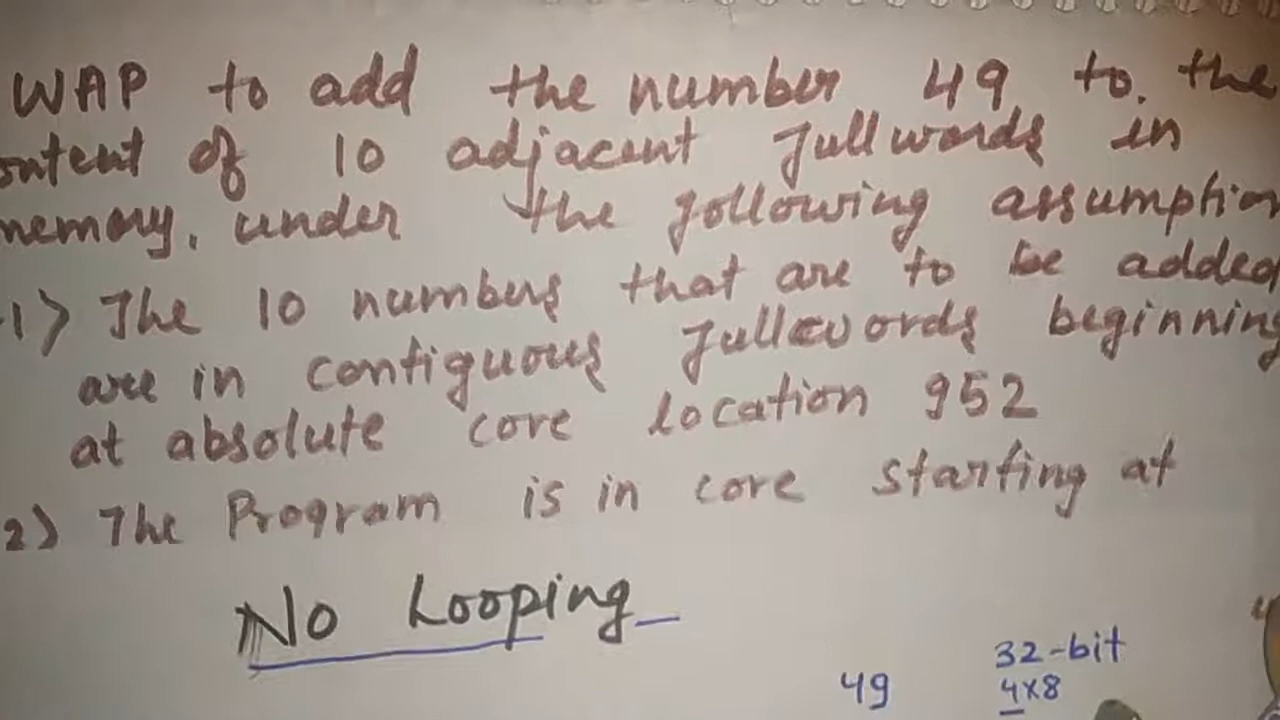 WAP to add the number 49 to. the
ontent of 10 adjacent fullwords in
memory. under the following assumption
1) The 10 numbers that are to be added
are in contiguous fullwords beginning
at absolute core location 952
2) The Program is in core starting at
No Looping
49 32-bit
4x8